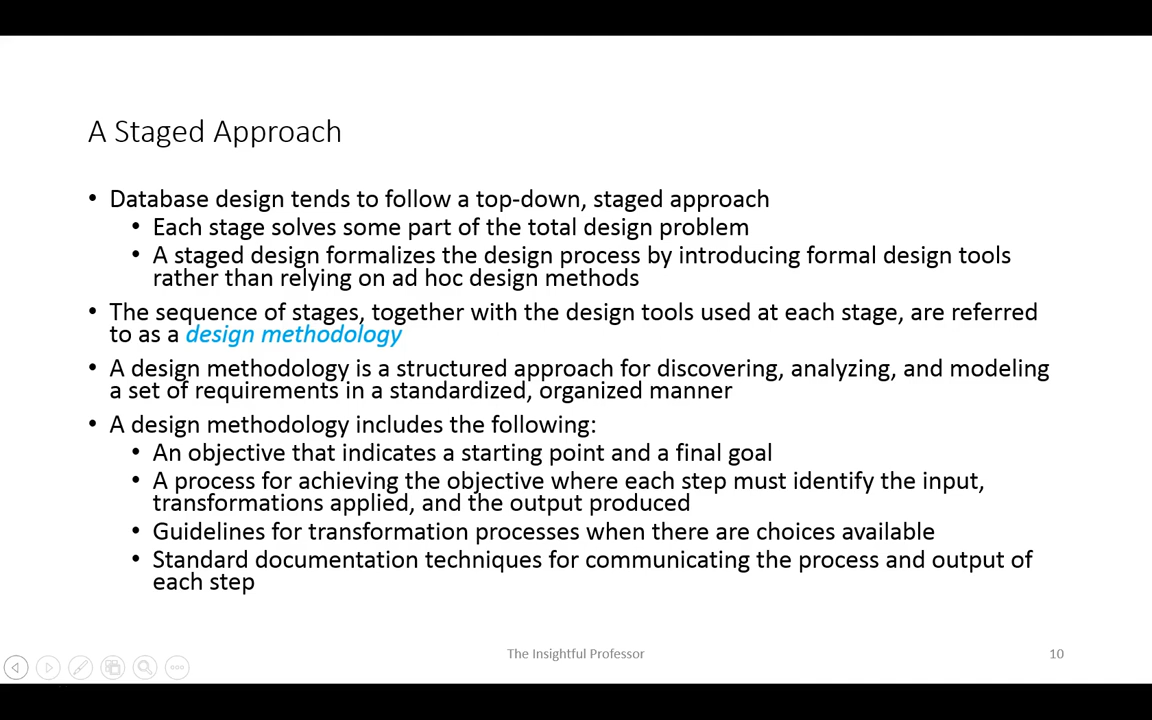 A Staged Approach
• Database design tends to follow a top-down, staged approach
• Each stage solves some part of the total design problem
• A staged design formalizes the design process by introducing formal design tools
rather than relying on ad hoc design methods
• The sequence of stages, together with the design tools used at each stage, are referred
to as a design methodology
• A design methodology is a structured approach for discovering, analyzing, and modeling
a set of requirements in a standardized, organized manner
• A design methodology includes the following:
• An objective that indicates a starting point and a final goal
• A process for achieving the objective where each step must identify the input,
transformations applied, and the output produced
• Guidelines for transformation processes when there are choices available
• Standard documentation techniques for communicating the process and output of
each step
The Insightful Professor
10